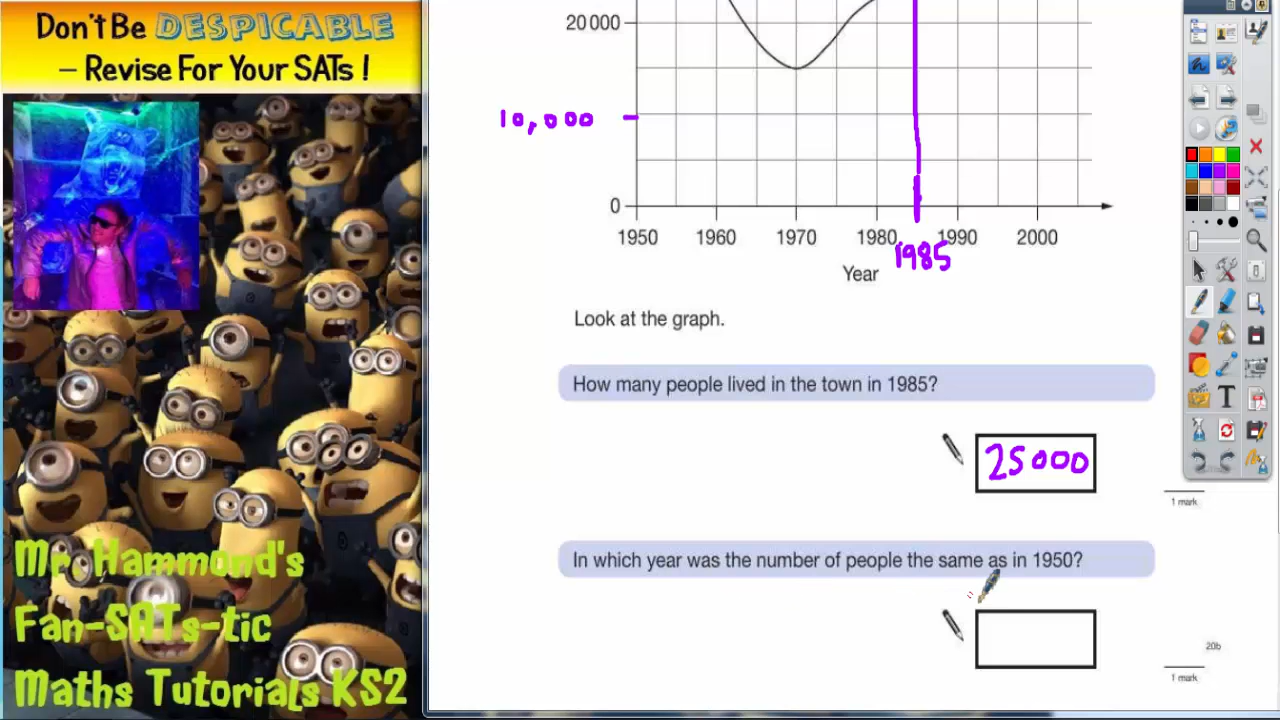 Don't Be DESPICABLE
– Revise For Your SATs !
Mr Hammond's
Fan-SATs-tic
Maths Tutorials KS2
20 000
10,000
0
1950 1960 1970 1980 1990 2000
1985
Year
Look at the graph.
How many people lived in the town in 1985?
25000
1 mark
In which year was the number of people the same as in 1950?
20b
1 mark
T